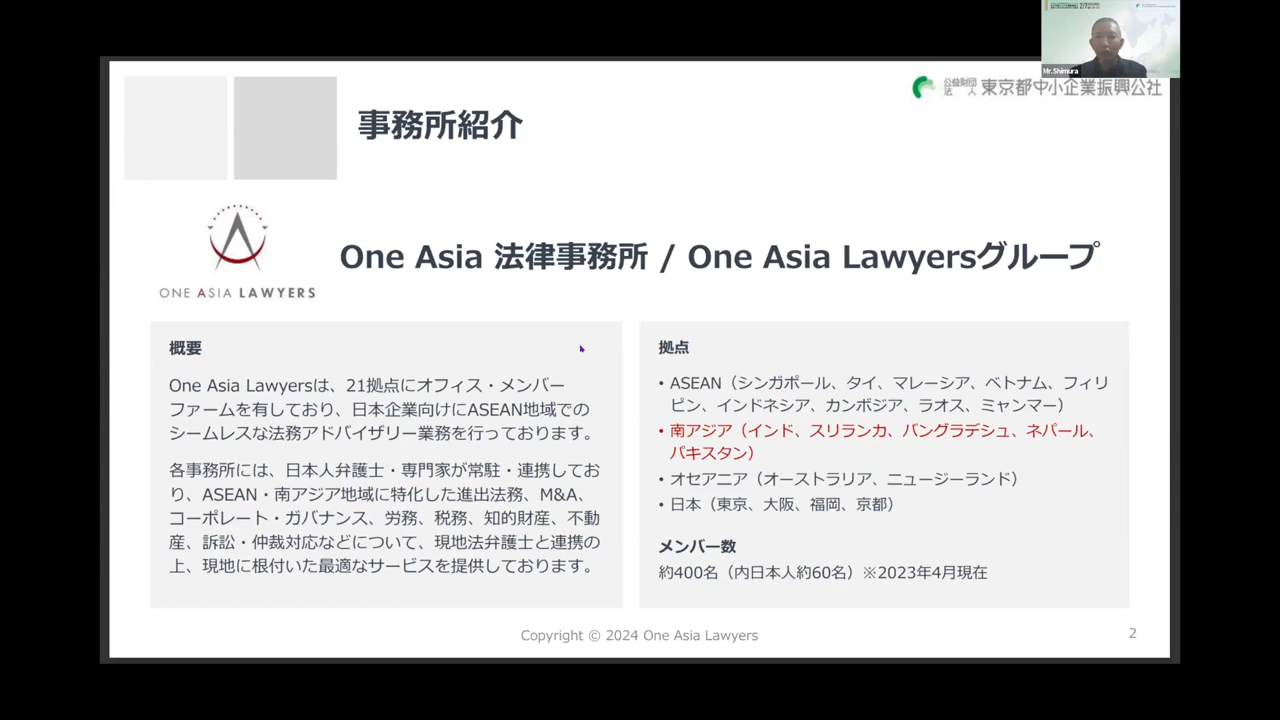 Mr.Shimura
公益財団法人 東京都中小企業振興公社
事務所紹介
ONE ASIA LAWYERS
One Asia 法律事務所 / One Asia Lawyersグループ
概要
One Asia Lawyersは、21拠点にオフィス・メンバー
ファームを有しており、日本企業向けにASEAN地域での
シームレスな法務アドバイザリー業務を行っております。
各事務所には、日本人弁護士・専門家が常駐・連携してお
り、ASEAN・南アジア地域に特化した進出法務、M&A、
コーポレート・ガバナンス、労務、税務、知的財産、不動
産、訴訟・仲裁対応などについて、現地法弁護士と連携の
上、現地に根付いた最適なサービスを提供しております。
拠点
• ASEAN（シンガポール、タイ、マレーシア、ベトナム、フィリ
ピン、インドネシア、カンボジア、ラオス、ミャンマー）
• 南アジア（インド、スリランカ、バングラデシュ、ネパール、
パキスタン）
• オセアニア（オーストラリア、ニュージーランド）
• 日本（東京、大阪、福岡、京都）
メンバー数
約400名（内日本人約60名）※2023年4月現在
Copyright © 2024 One Asia Lawyers
2